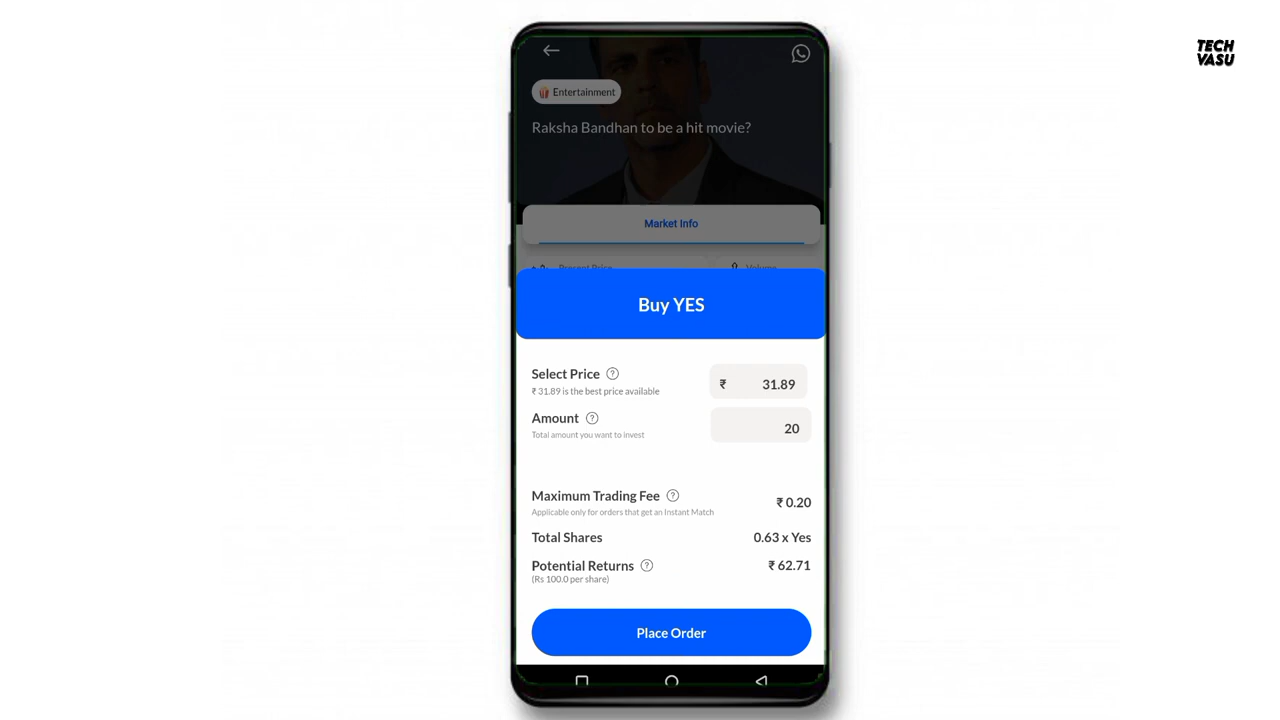 TECH
VASU
Entertainment
Raksha Bandhan to be a hit movie?
Market Info
Present Price
Volume
Buy YES
Select Price ?
₹ 31.89
₹ 31.89 is the best price available
Amount ?
20
Total amount you want to invest
Maximum Trading Fee ?
₹ 0.20
Applicable only for orders that get an Instant Match
Total Shares
0.63 x Yes
Potential Returns ?
₹ 62.71
(Rs 100.0 per share)
Place Order